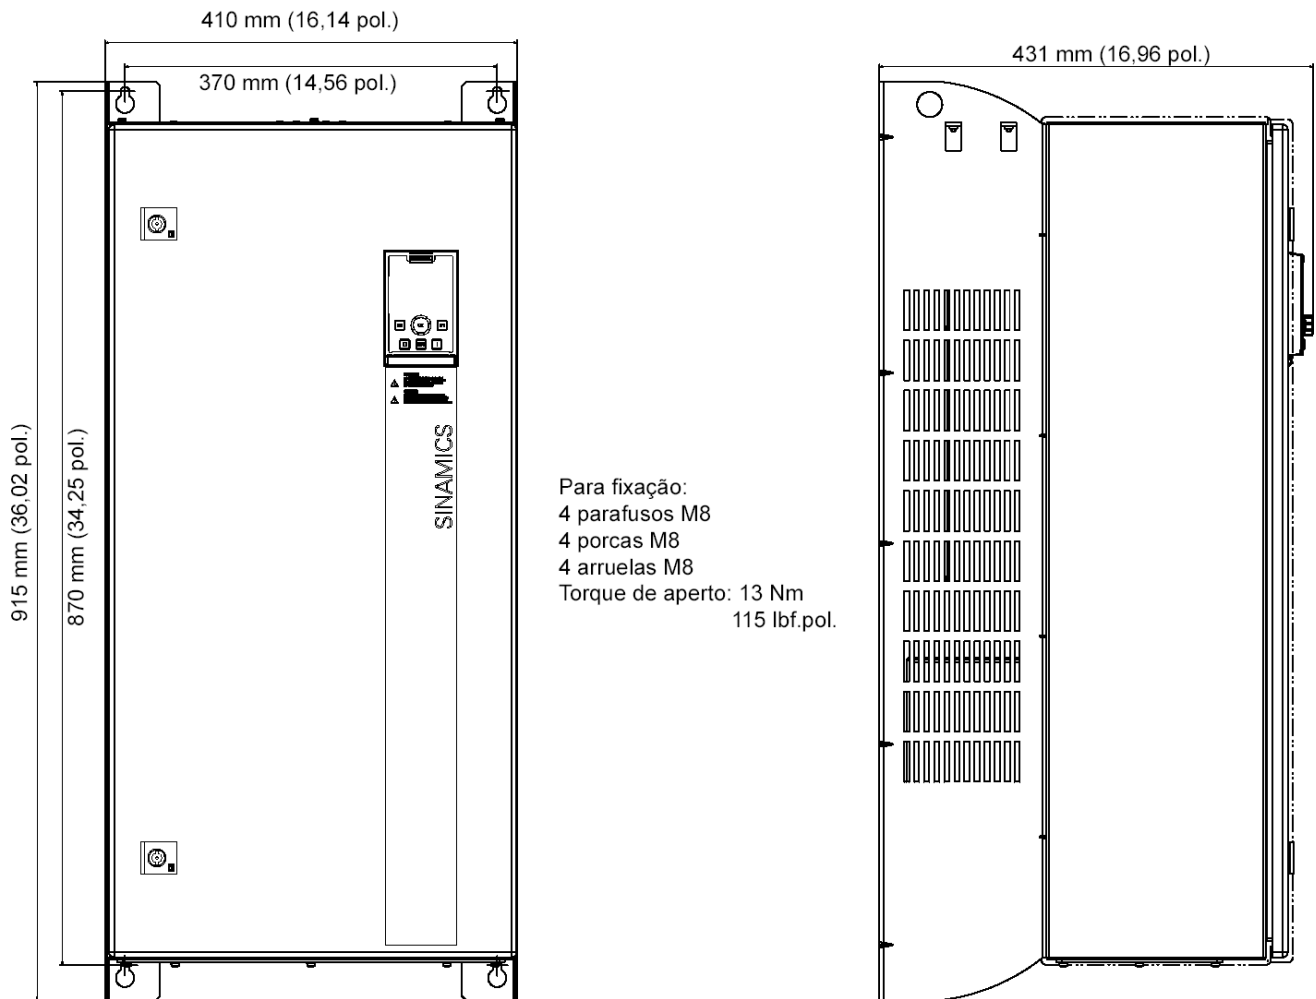 410 mm (16,14 pol.)
370 mm (14,56 pol.)
431 mm (16,96 pol.)
915 mm (36,02 pol.)
870 mm (34,25 pol.)
SINAMICS
Para fixação:
4 parafusos M8
4 porcas M8
4 arruelas M8
Torque de aperto: 13 Nm
115 lbf.pol.